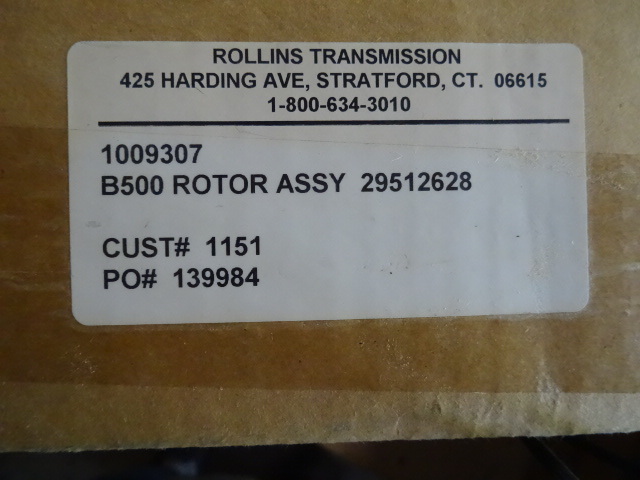 ROLLINS TRANSMISSION
425 HARDING AVE, STRATFORD, CT. 06615
1-800-634-3010
1009307
B500 ROTOR ASSY 29512628
CUST# 1151
PO# 139984